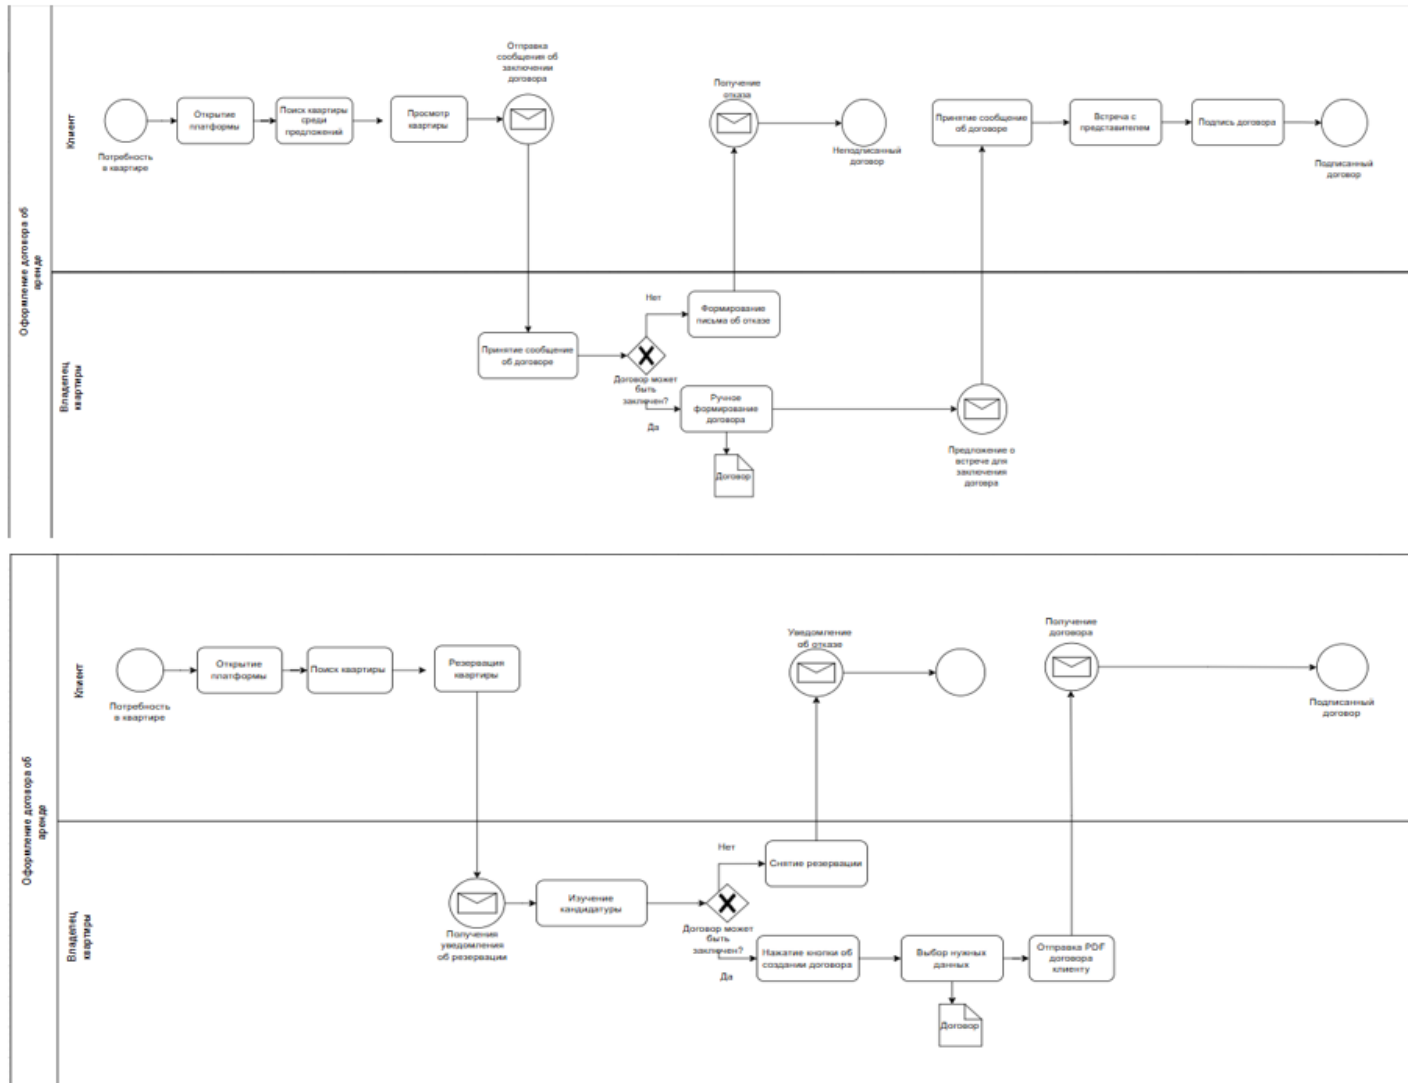 Оформление договора об
аренде
Клиент
Потребность
в квартире
Открытие
платформы
Поиск квартиры
среди
предложений
Просмотр
квартиры
Отправка
сообщения об
заключении
договора
Получение
отказа
Неподписанный
договор
Принятие сообщение
об договоре
Встреча с
представителем
Подпись договора
Подписанный
договор
Владелец
квартиры
Принятие сообщение
об договоре
Договор может
быть
заключен?
Нет
Формирование
письма об отказе
Да
Ручное
формирование
договора
Договор
Предложение о
встрече для
заключения
договра
Оформление договора об
аренде
Клиент
Потребность
в квартире
Открытие
платформы
Поиск квартиры
Резервация
квартиры
Уведомление
об отказе
Получение
договора
Подписанный
договор
Владелец
квартиры
Получения
уведомления
об резервации
Изучение
кандидатуры
Договор может
быть
заключен?
Нет
Снятие резервации
Да
Нажатие кнопки об
создании договора
Выбор нужных
данных
Договор
Отправка PDF
договора
клиенту